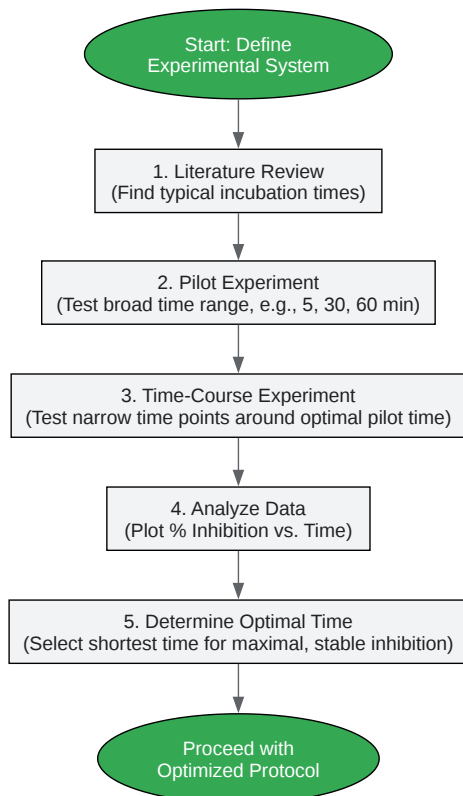 Start: Define
Experimental System
1. Literature Review
(Find typical incubation times)
2. Pilot Experiment
(Test broad time range, e.g., 5, 30, 60 min)
3. Time-Course Experiment
(Test narrow time points around optimal pilot time)
4. Analyze Data
(Plot % Inhibition vs. Time)
5. Determine Optimal Time
(Select shortest time for maximal, stable inhibition)
Proceed with
Optimized Protocol